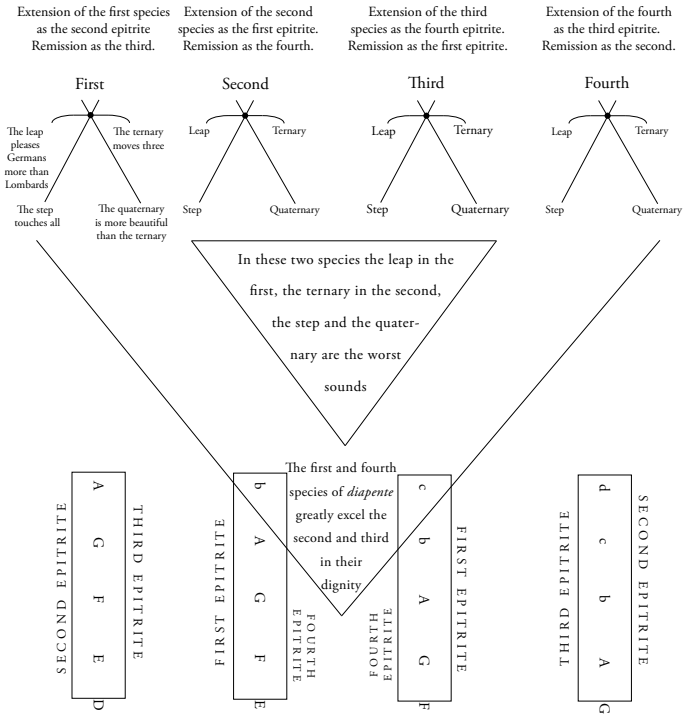 Extension of the first species
as the second epitrite
Remission as the third.
Extension of the second
species as the first epitrite.
Remission as the fourth.
Extension of the third
species as the fourth epitrite.
Remission as the first epitrite.
Extension of the fourth
as the third epitrite.
Remission as the second.
First
Second
Third
Fourth
The leap
pleases
Germans
more than
Lombards
The ternary
moves three
The step
touches all
The quaternary
is more beautiful
than the ternary
Leap
Ternary
Step
Quaternary
Leap
Ternary
Step
Quaternary
Leap
Ternary
Step
Quaternary
In these two species the leap in the
first, the ternary in the second,
the step and the quater-
nary are the worst
sounds
The first and fourth
species of diapente
greatly excel the
second and third
in their
dignity
SECOND EPITRITE
A G F E D
THIRD EPITRITE
FIRST EPITRITE
b A G F E
FOURTH
EPITRITE
FOURTH
EPITRITE
c b A G F
FIRST EPITRITE
THIRD EPITRITE
d c b A G
SECOND EPITRITE